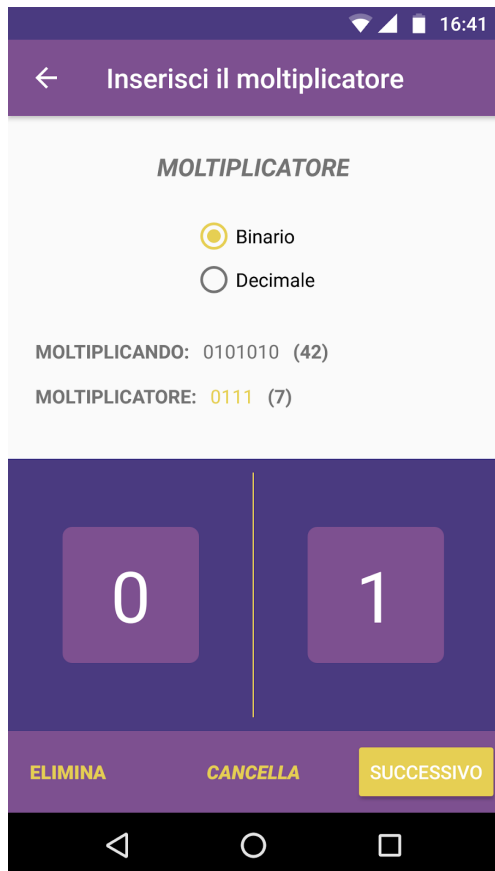 16:41
Inserisci il moltiplicatore
MOLTIPLICATORE
Binario
Decimale
MOLTIPLICANDO: 0101010 (42)
MOLTIPLICATORE: 0111 (7)
0 1
ELIMINA CANCELLA SUCCESSIVO